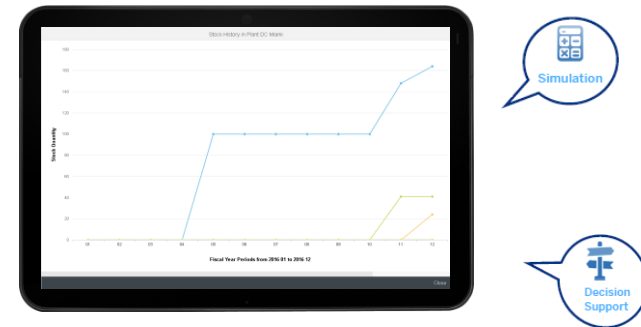 Stock History in Plant DC Miami
180
160
140
120
100
80
60
40
20
0
Stock Quantity
01 02 03 04 05 06 07 08 09 10 11 12
Fiscal Year Periods from 2016 01 to 2016 12
Close
Simulation
Decision
Support